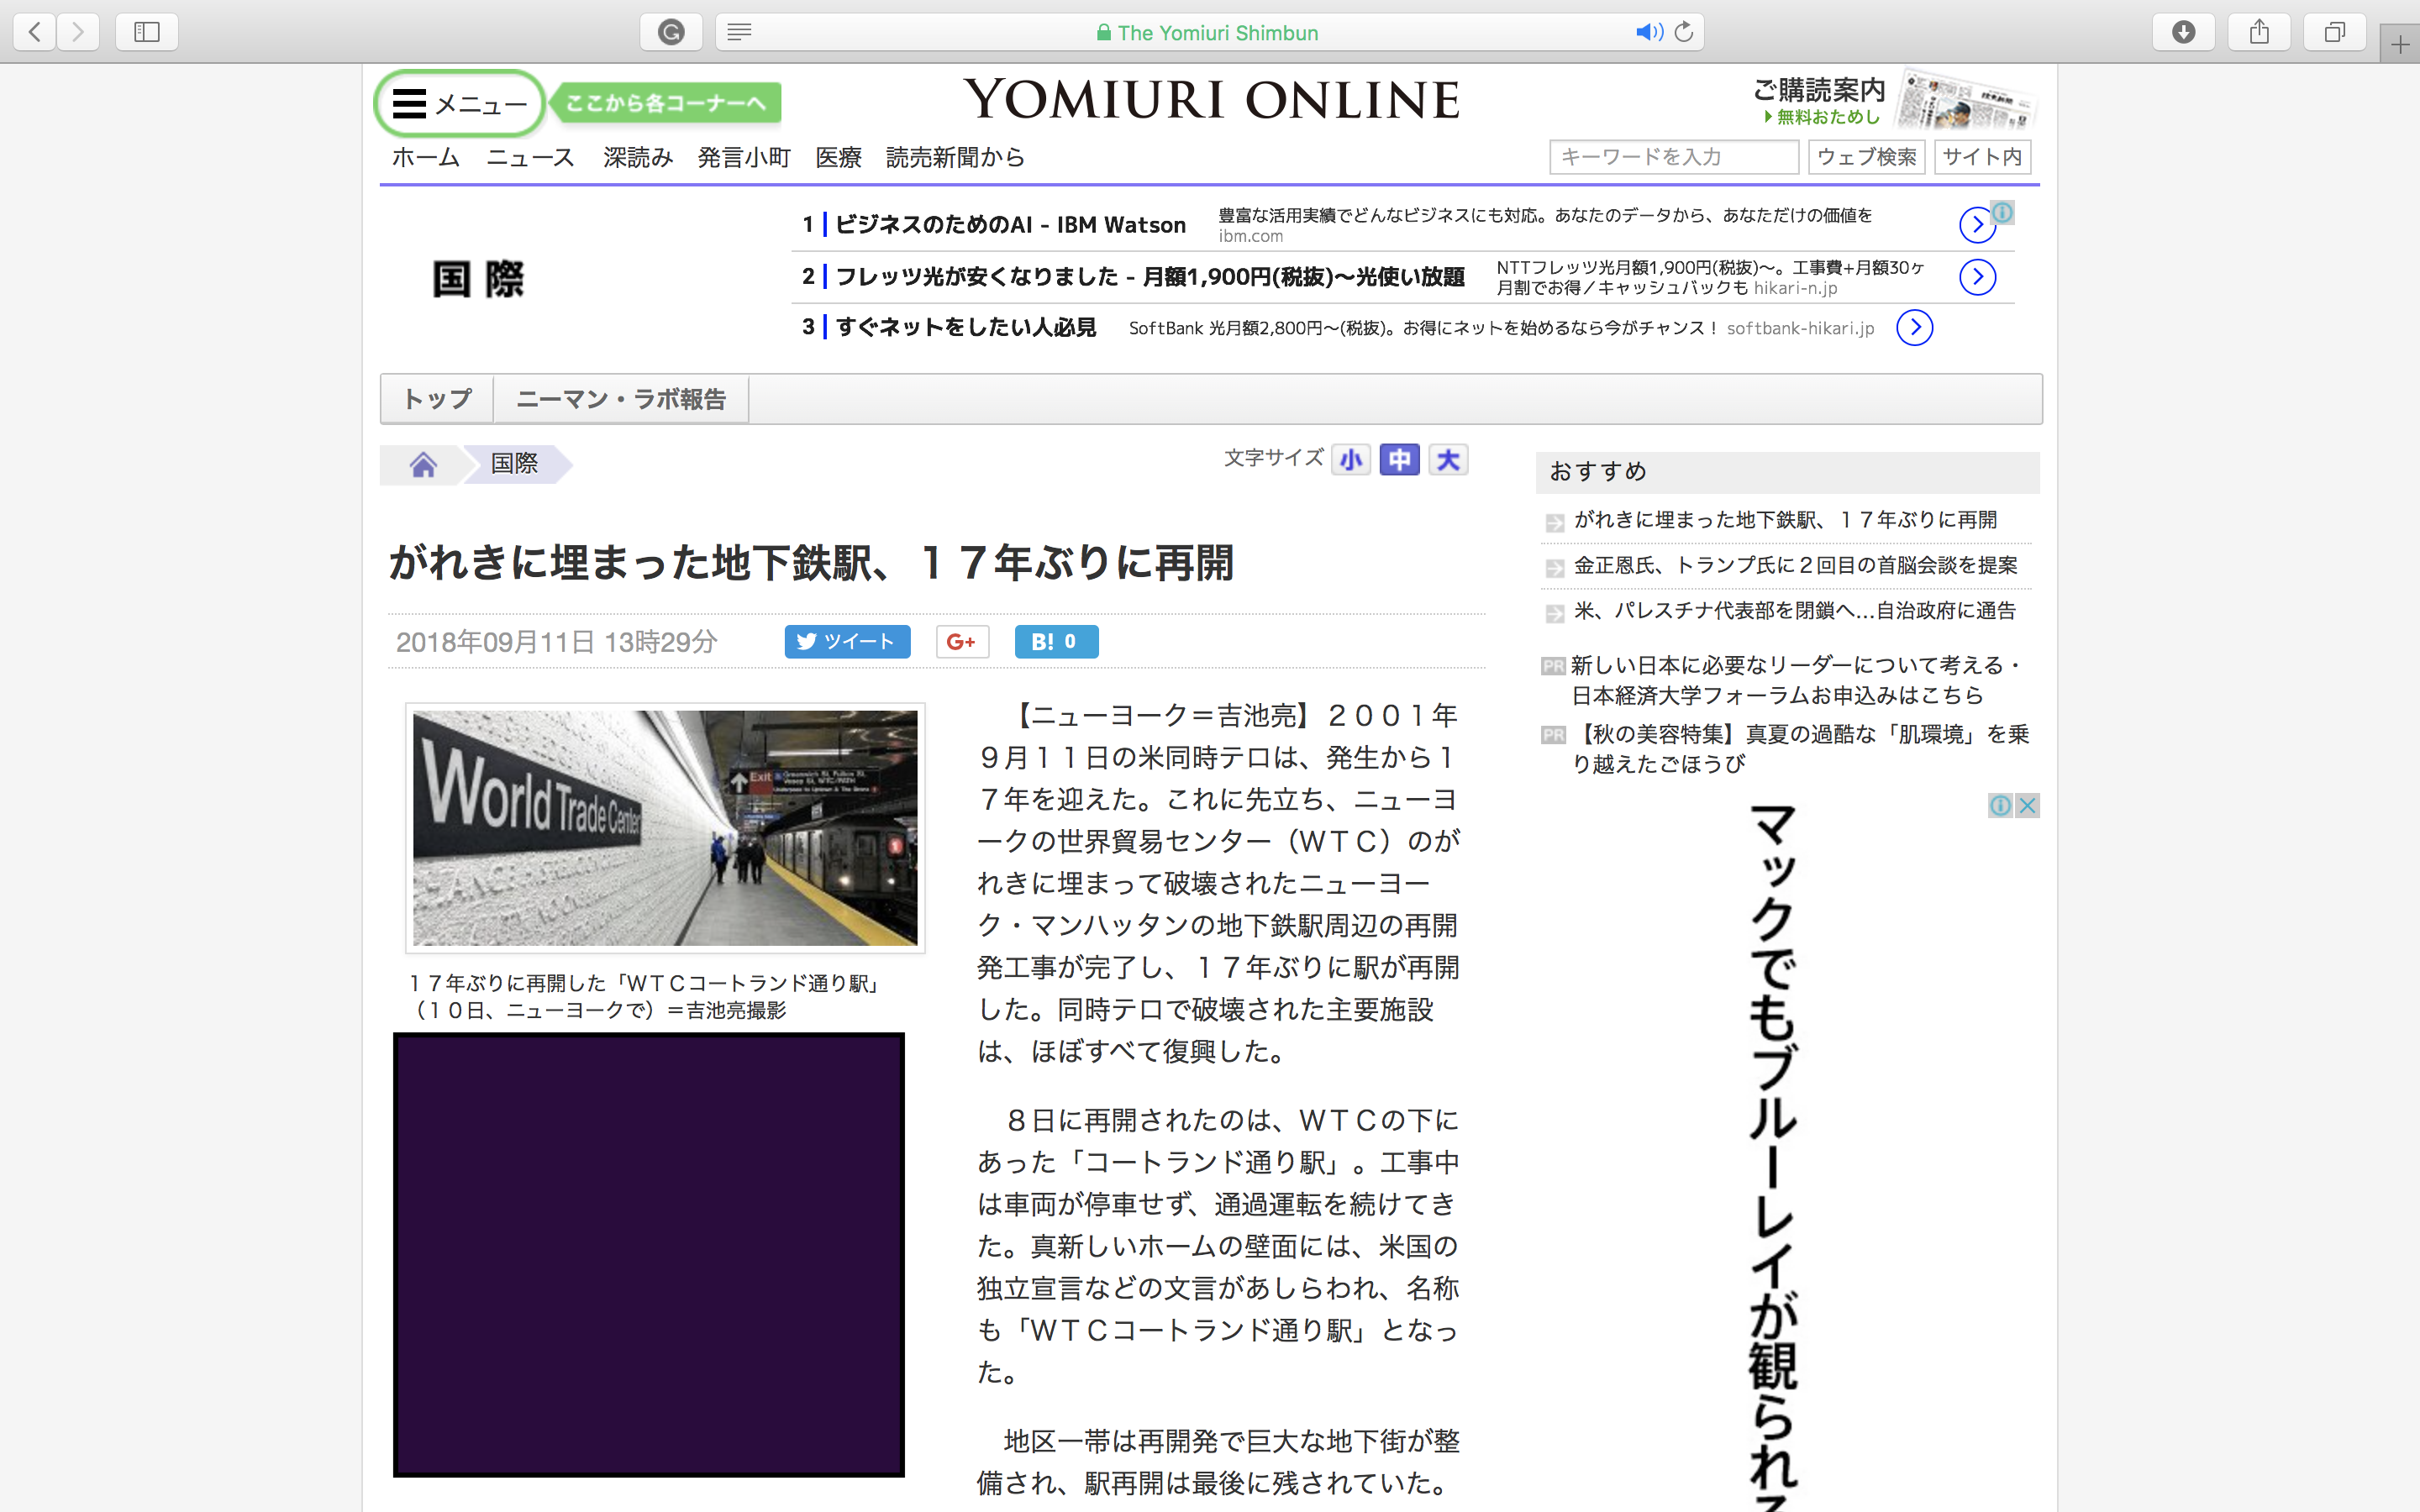 The Yomiuri Shimbun
メニュー
ここから各コーナーへ
YOMIURI ONLINE
ご購読案内
無料おためし
ホーム ニュース 深読み 発言小町 医療 読売新聞から
キーワードを入力 ウェブ検索 サイト内
国際
1 ビジネスのためのAI - IBM Watson
豊富な活用実績でどんなビジネスにも対応。あなたのデータから、あなただけの価値を
ibm.com
2 フレッツ光が安くなりました - 月額1,900円(税抜)～光使い放題
NTTフレッツ光月額1,900円(税抜)～。工事費+月額30ヶ
月割でお得／キャッシュバックも hikari-n.jp
3 すぐネットをしたい人必見
SoftBank 光月額2,800円～(税抜)。お得にネットを始めるなら今がチャンス！ softbank-hikari.jp
トップ ニーマン・ラボ報告
国際
文字サイズ 小 中 大
がれきに埋まった地下鉄駅、１７年ぶりに再開
2018年09月11日 13時29分
ツイート G+ B! 0
World Trade Center
Exit
１７年ぶりに再開した「ＷＴＣコートランド通り駅」
（１０日、ニューヨークで）＝吉池亮撮影
【ニューヨーク＝吉池亮】２００１年
９月１１日の米同時テロは、発生から１
７年を迎えた。これに先立ち、ニューヨ
ークの世界貿易センター（ＷＴＣ）のが
れきに埋まって破壊されたニューヨー
ク・マンハッタンの地下鉄駅周辺の再開
発工事が完了し、１７年ぶりに駅が再開
した。同時テロで破壊された主要施設
は、ほぼすべて復興した。
８日に再開されたのは、ＷＴＣの下に
あった「コートランド通り駅」。工事中
は車両が停車せず、通過運転を続けてき
た。真新しいホームの壁面には、米国の
独立宣言などの文言があしらわれ、名称
も「ＷＴＣコートランド通り駅」となっ
た。
地区一帯は再開発で巨大な地下街が整
備され、駅再開は最後に残されていた。
おすすめ
がれきに埋まった地下鉄駅、１７年ぶりに再開
金正恩氏、トランプ氏に２回目の首脳会談を提案
米、パレスチナ代表部を閉鎖へ…自治政府に通告
PR 新しい日本に必要なリーダーについて考える・
日本経済大学フォーラムお申込みはこちら
PR 【秋の美容特集】真夏の過酷な「肌環境」を乗
り越えたごほうび
マックでもブルーレイが観られる